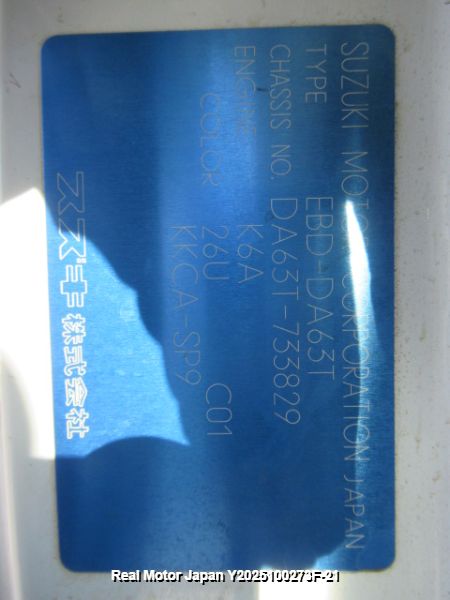 SUZUKI MOTOR CORPORATION JAPAN
TYPE EBD-DA63T
CHASSIS NO. DA63T-733829
ENGINE K6A
COLOR 26U C01
KKCA-SP9
スズキ株式会社
Real Motor Japan Y2025100273F-21